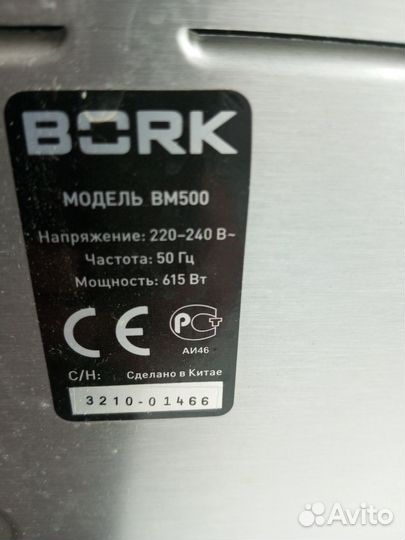 BORK
МОДЕЛЬ BM500
Напряжение: 220–240 В~
Частота: 50 Гц
Мощность: 615 Вт
CE PCT
АИ46
С/Н: Сделано в Китае
3210-01466
Avito